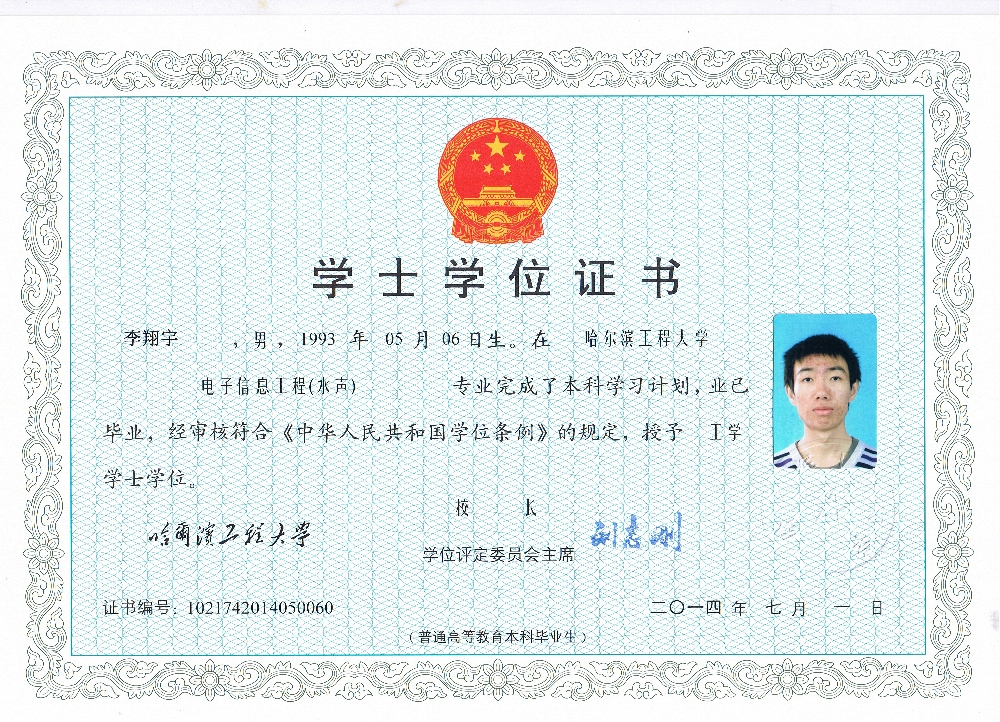 学士学位证书
李翔宇 , 男 , 1993 年 05 月 06 日生。在 哈尔滨工程大学
电子信息工程(水声) 专业完成了本科学习计划，业已
毕业，经审核符合《中华人民共和国学位条例》的规定，授予 工学
学士学位。
校 长
哈尔滨工程大学
刘志刚
学位评定委员会主席
证书编号：1021742014050060
二〇一四 年 七 月 一 日
（普通高等教育本科毕业生）